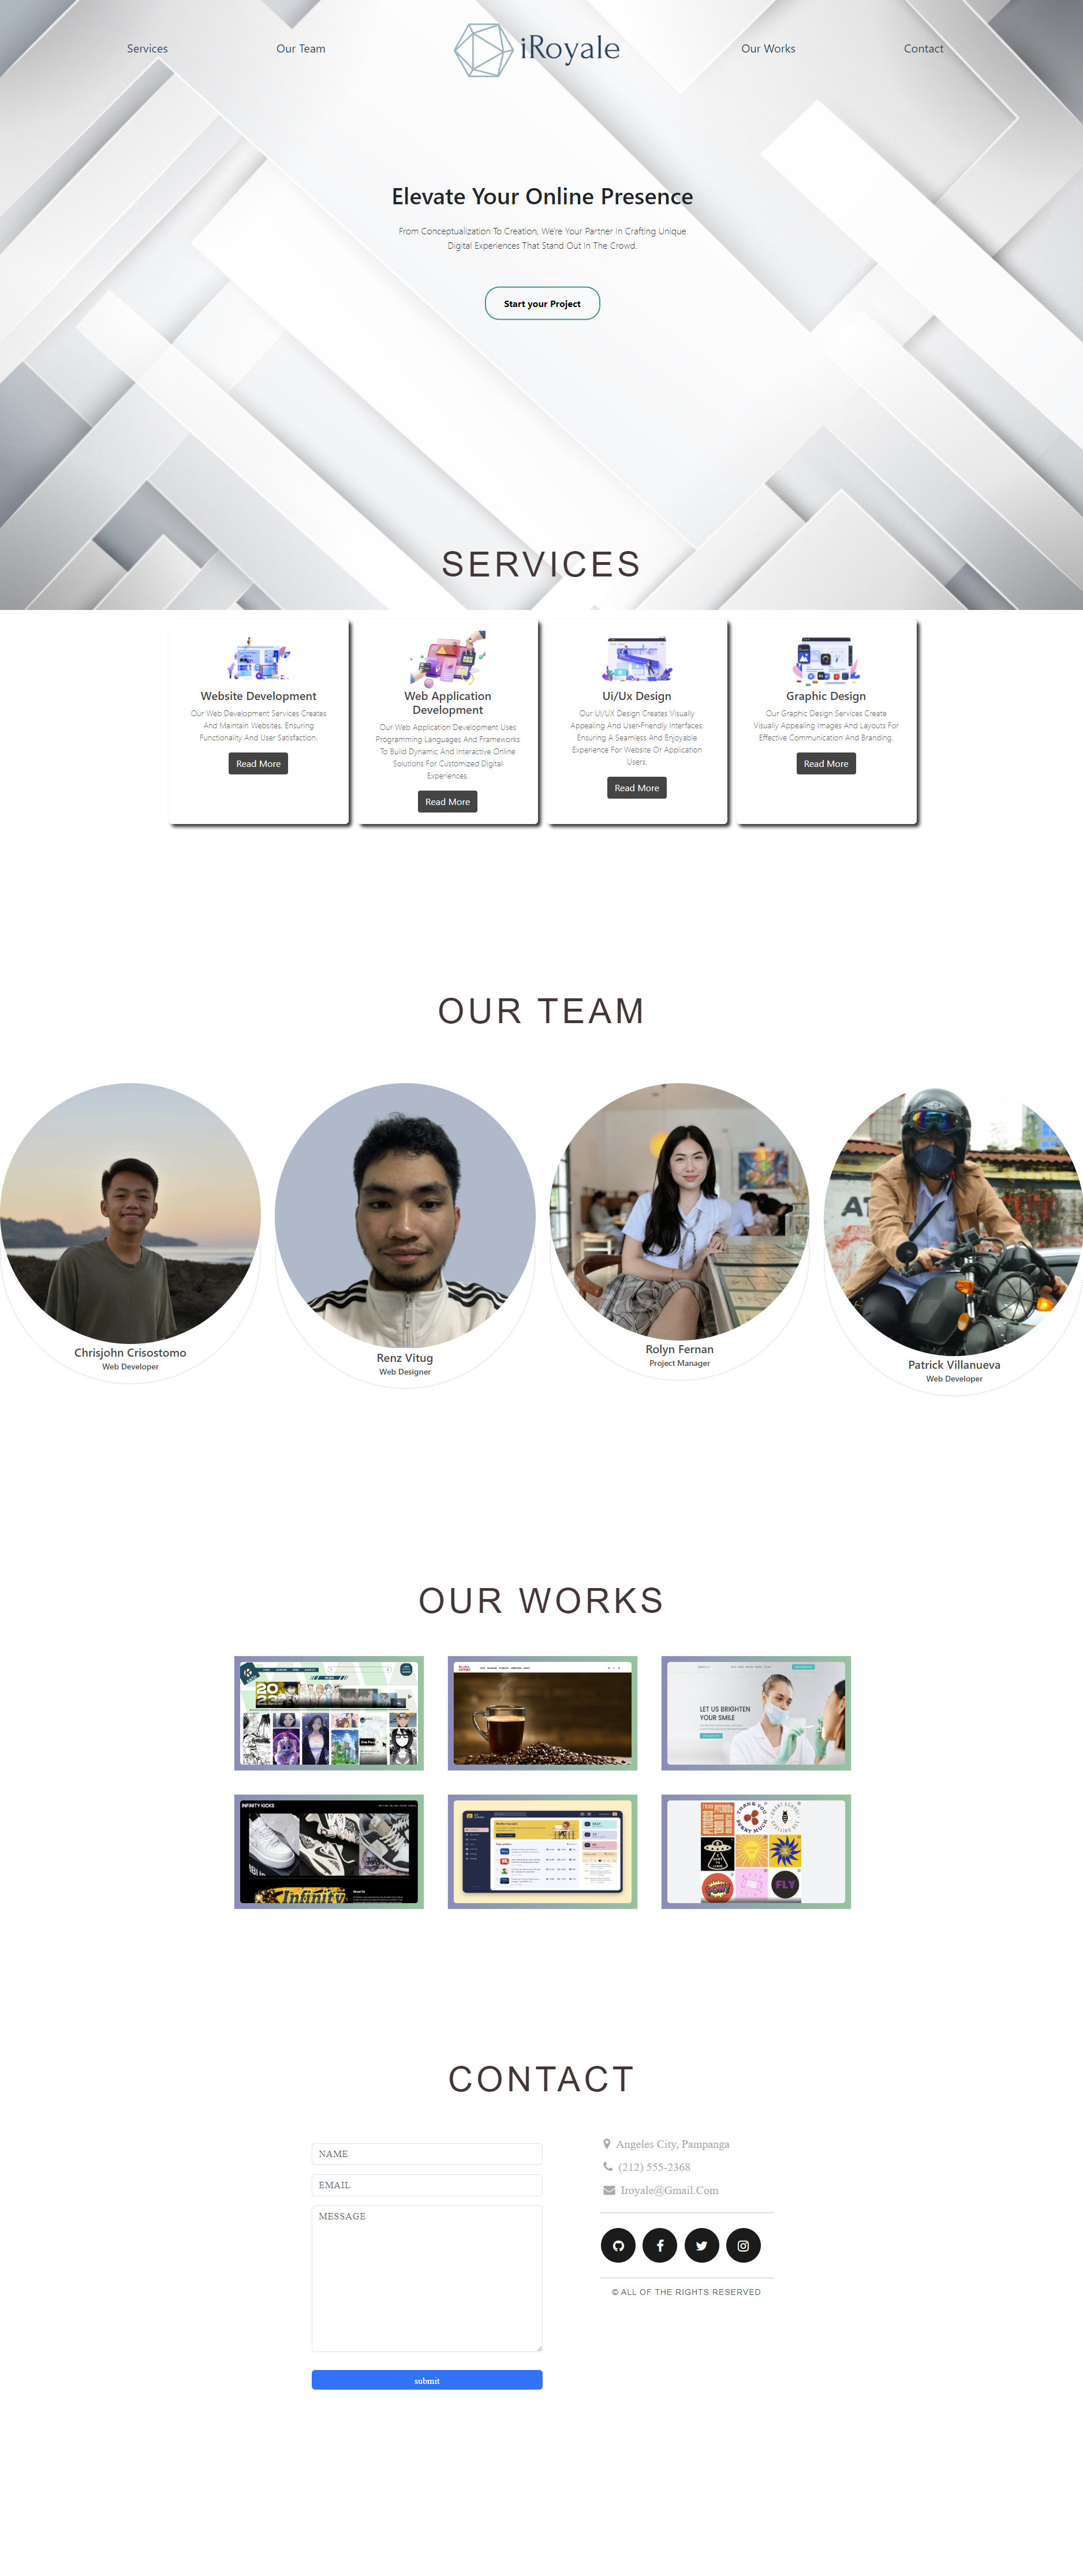 Services
Our Team
iRoyale
Our Works
Contact
Elevate Your Online Presence
From Conceptualization To Creation, We're Your Partner In Crafting Unique
Digital Experiences That Stand Out In The Crowd.
Start your Project
SERVICES
Website Development
Our Web Development Services Creates
And Maintain Websites, Ensuring
Functionality And User Satisfaction.
Read More
Web Application
Development
Our Web Application Development Uses
Programming Languages And Frameworks
To Build Dynamic And Interactive Online
Solutions For Customized Digital
Experiences.
Read More
Ui/Ux Design
Our UI/UX Design Creates Visually
Appealing And User-Friendly Interfaces,
Ensuring A Seamless And Enjoyable
Experience For Website Or Application
Users.
Read More
Graphic Design
Our Graphic Design Services Create
Visually Appealing Images And Layouts For
Effective Communication And Branding.
Read More
OUR TEAM
Chrisjohn Crisostomo
Web Developer
Renz Vitug
Web Designer
Rolyn Fernan
Project Manager
Patrick Villanueva
Web Developer
OUR WORKS
LET US BRIGHTEN
YOUR SMILE
INFINITY KICKS
Infinity
THANK YOU
VERY MUCH
FLY
CONTACT
NAME
EMAIL
MESSAGE
submit
Angeles City, Pampanga
(212) 555-2368
Iroyale@Gmail.Com
© ALL OF THE RIGHTS RESERVED